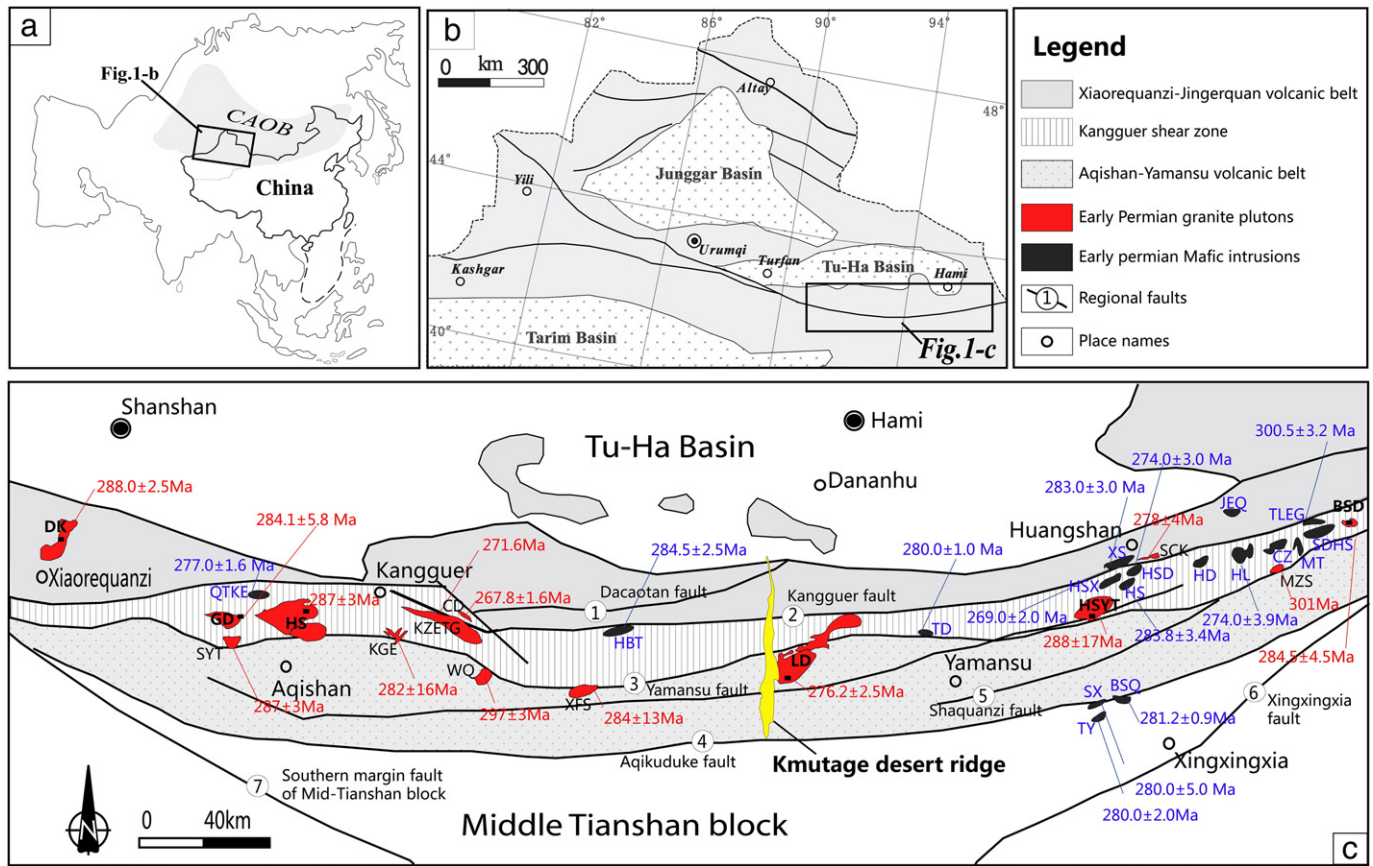 a
Fig.1-b
CAOB
China
b
0 km 300
82°
86°
90°
94°
48°
44°
40°
Altay
Junggar Basin
Yili
Urumqi
Turfan
Tu-Ha Basin
Hami
Kashgar
Tarim Basin
Fig.1-c
Legend
Xiaorequanzi-Jingerquan volcanic belt
Kangguer shear zone
Aqishan-Yamansu volcanic belt
Early Permian granite plutons
Early permian Mafic intrusions
1
Regional faults
Place names
Shanshan
Hami
Tu-Ha Basin
Dananhu
300.5±3.2 Ma
274.0±3.0 Ma
283.0±3.0 Ma
288.0±2.5Ma
DK
Xiaorequanzi
284.1±5.8 Ma
277.0±1.6 Ma
QTKE
GD
SYT
287±3Ma
HS
287±3Ma
Aqishan
Kangguer
271.6Ma
CD
267.8±1.6Ma
KZETG
KGE
282±16Ma
WQ
297±3Ma
XFS
284±13Ma
284.5±2.5Ma
HBT
1
Dacaotan fault
2
Kangguer fault
3
Yamansu fault
4
Aqikuduke fault
5
Shaquanzi fault
6
Xingxingxia
fault
7
Southern margin fault
of Mid-Tianshan block
LD
276.2±2.5Ma
280.0±1.0 Ma
TD
Yamansu
Kmutage desert ridge
Huangshan
278±4Ma
XS
SCK
HSX
HSD
HS
HSYT
269.0±2.0 Ma
288±17Ma
283.8±3.4Ma
JEQ
HD
HL
274.0±3.9Ma
TLEG
CZ
MT
SDHS
BSD
MZS
301Ma
284.5±4.5Ma
SX
BSQ
TY
281.2±0.9Ma
Xingxingxia
280.0±5.0 Ma
280.0±2.0Ma
N
0 40km
Middle Tianshan block
c